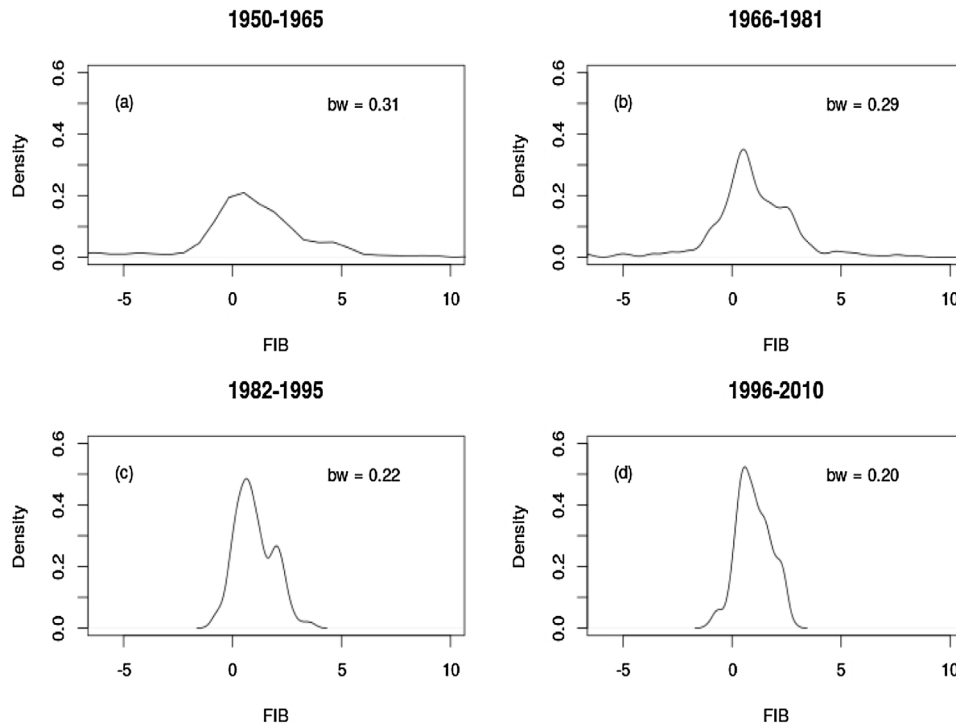 1950-1965
(a)
bw = 0.31
Density
0.0
0.2
0.4
0.6
-5
0
5
10
FIB
1966-1981
(b)
bw = 0.29
Density
0.0
0.2
0.4
0.6
-5
0
5
10
FIB
1982-1995
(c)
bw = 0.22
Density
0.0
0.2
0.4
0.6
-5
0
5
10
FIB
1996-2010
(d)
bw = 0.20
Density
0.0
0.2
0.4
0.6
-5
0
5
10
FIB